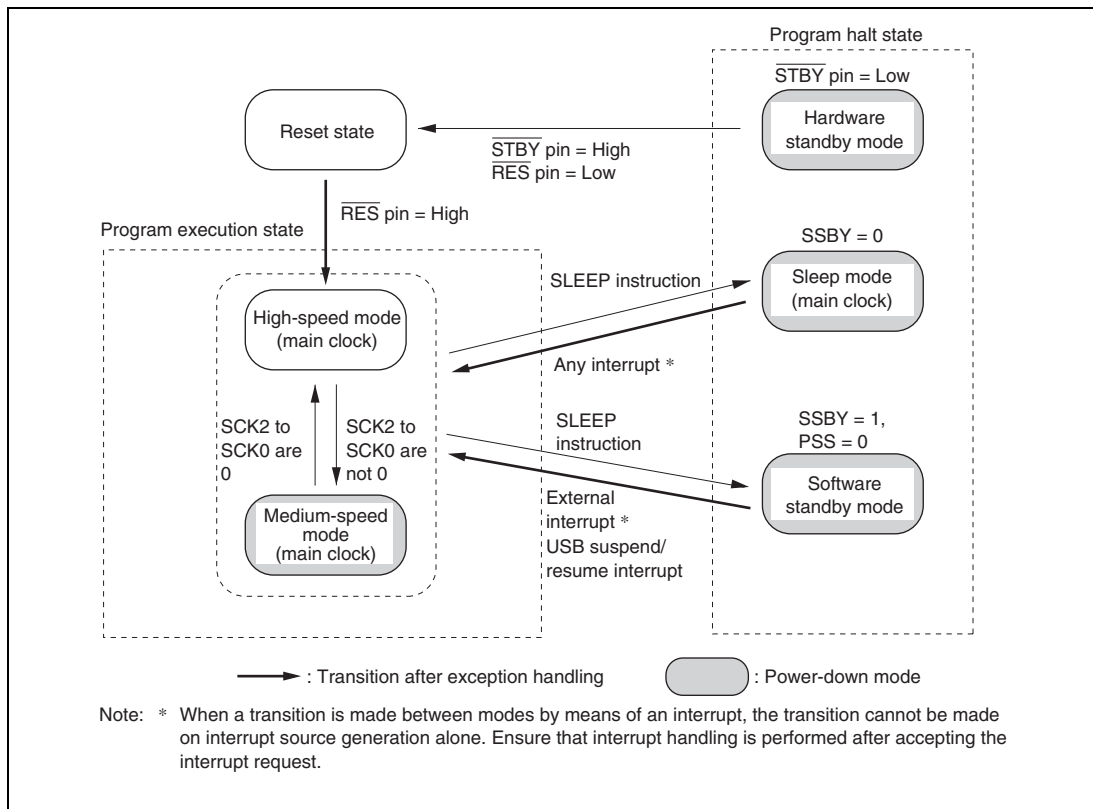 Program halt state
STBY pin = Low
Hardware
standby mode
Reset state
STBY pin = High
RES pin = Low
RES pin = High
Program execution state
SSBY = 0
Sleep mode
(main clock)
SLEEP instruction
High-speed mode
(main clock)
Any interrupt *
SCK2 to
SCK0 are
0
SCK2 to
SCK0 are
not 0
SLEEP
instruction
SSBY = 1,
PSS = 0
Software
standby mode
Medium-speed
mode
(main clock)
External
interrupt *
USB suspend/
resume interrupt
: Transition after exception handling
: Power-down mode
Note: * When a transition is made between modes by means of an interrupt, the transition cannot be made
on interrupt source generation alone. Ensure that interrupt handling is performed after accepting the
interrupt request.